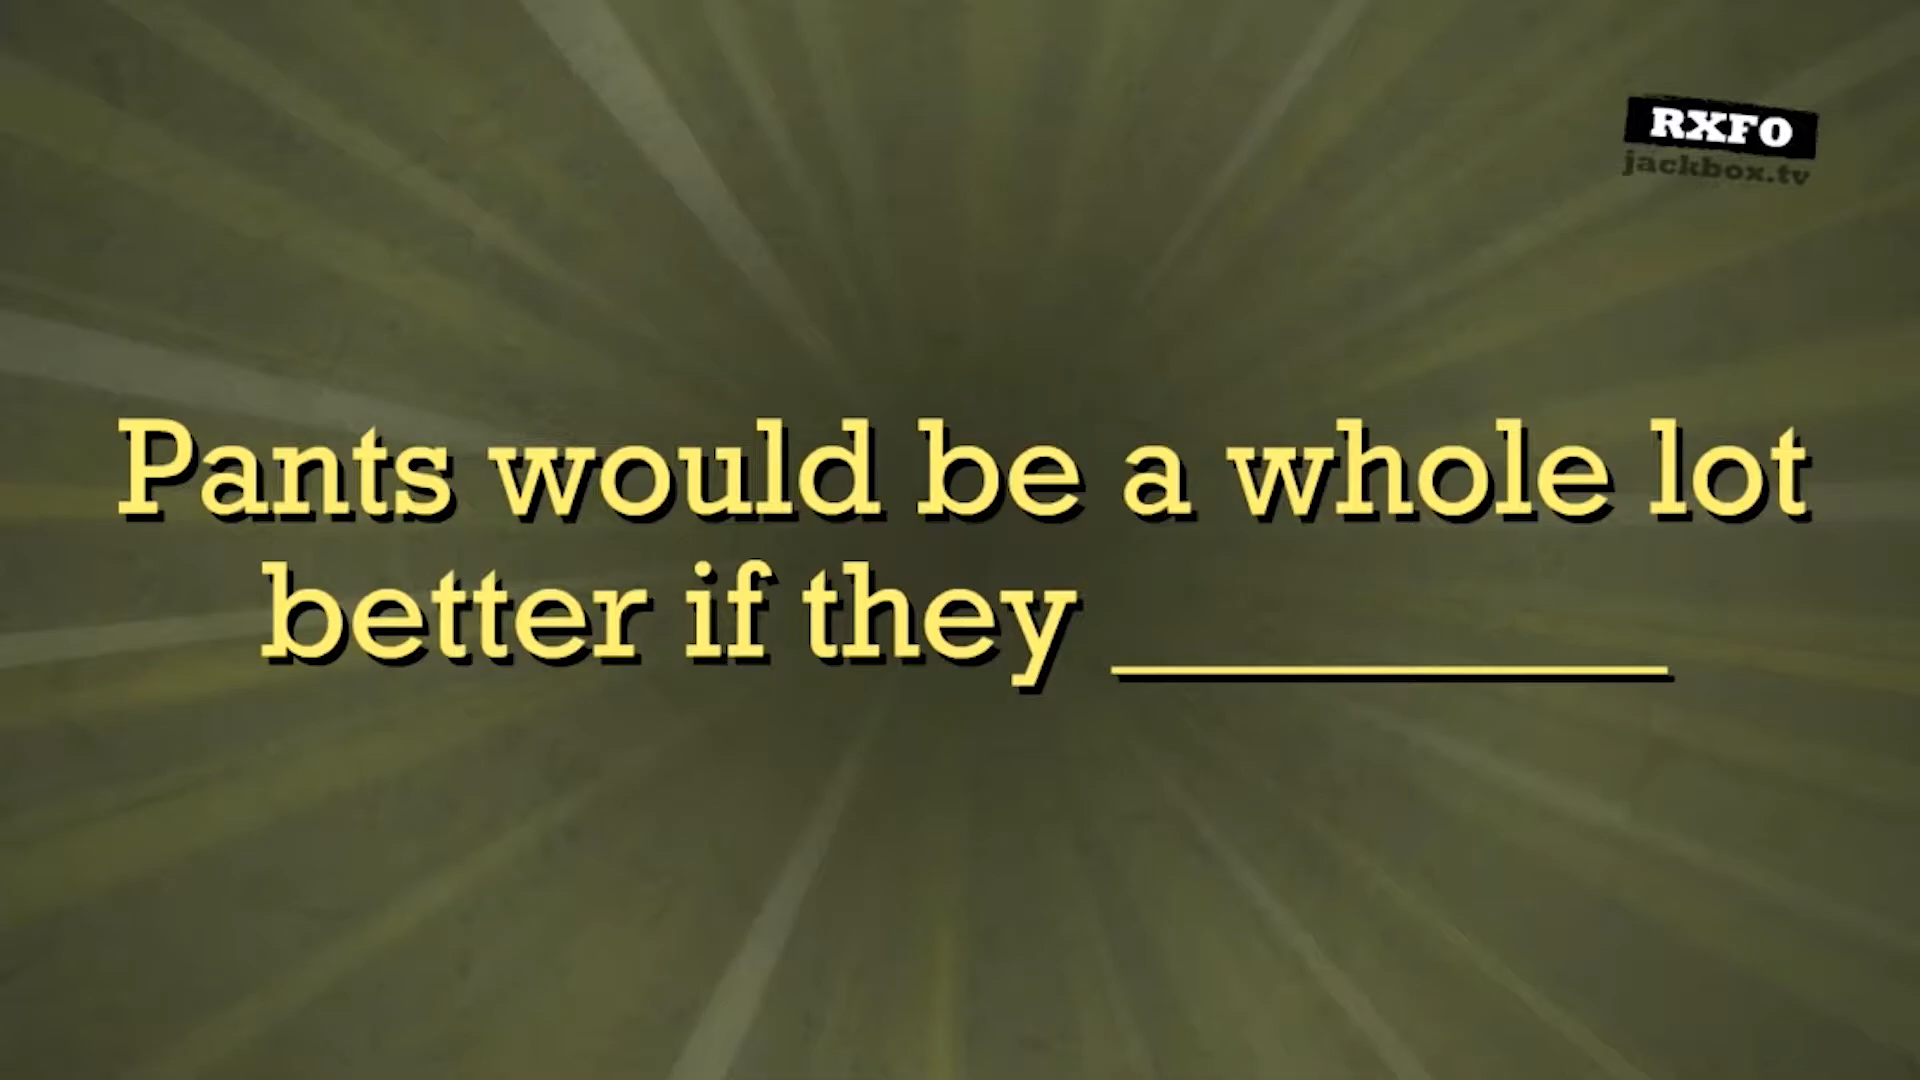 RXFO
jackbox.tv
Pants would be a whole lot
better if they ________